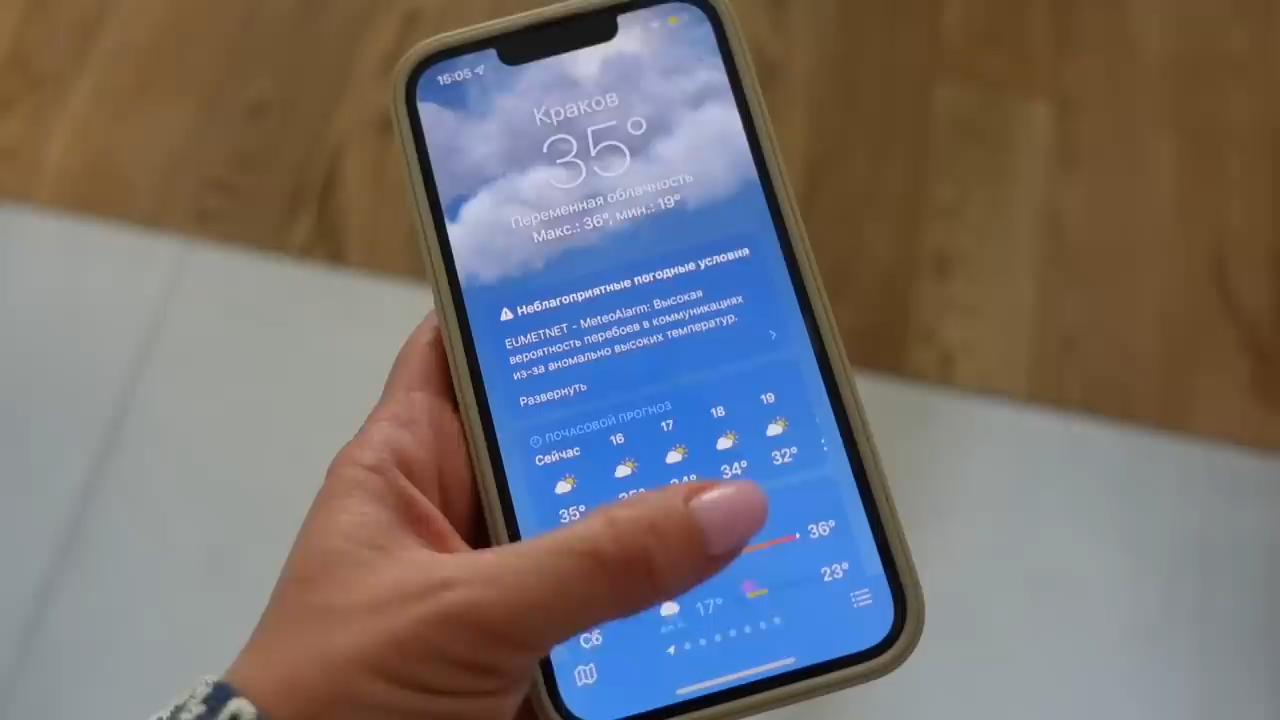 15:05
Краков
35°
Переменная облачность
Макс.: 36°, мин.: 19°
Неблагоприятные погодные условия
EUMETNET - MeteoAlarm: Высокая
вероятность перебоев в коммуникациях
из-за аномально высоких температур.
Развернуть
ПОЧАСОВОЙ ПРОГНОЗ
Сейчас 16 17 18 19
35° 35° 34° 34° 32°
36°
Сб 17° 23°